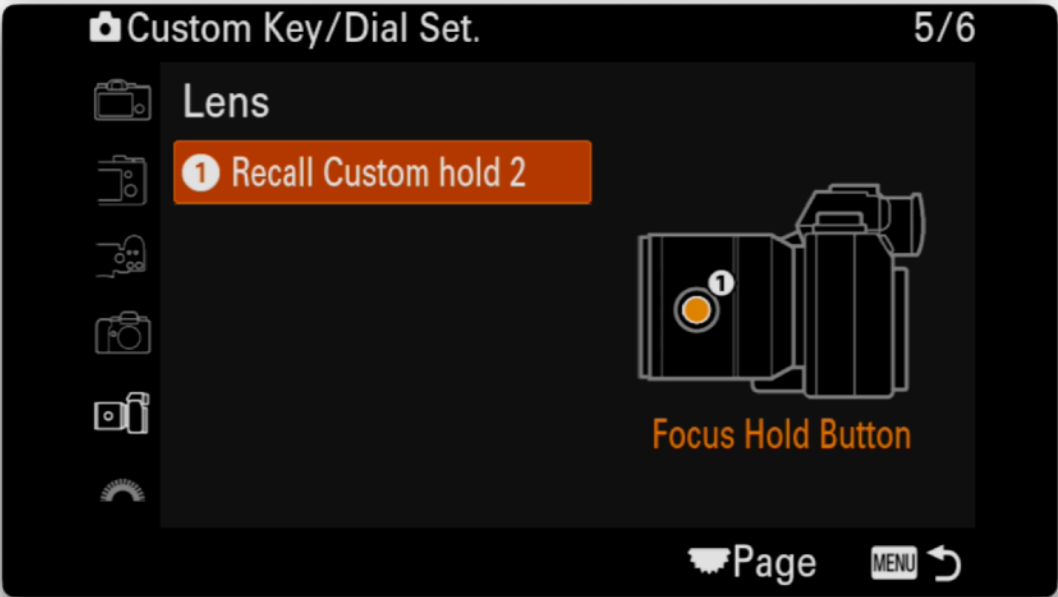 Custom Key/Dial Set. 5/6
Lens
1 Recall Custom hold 2
1
Focus Hold Button
Page MENU